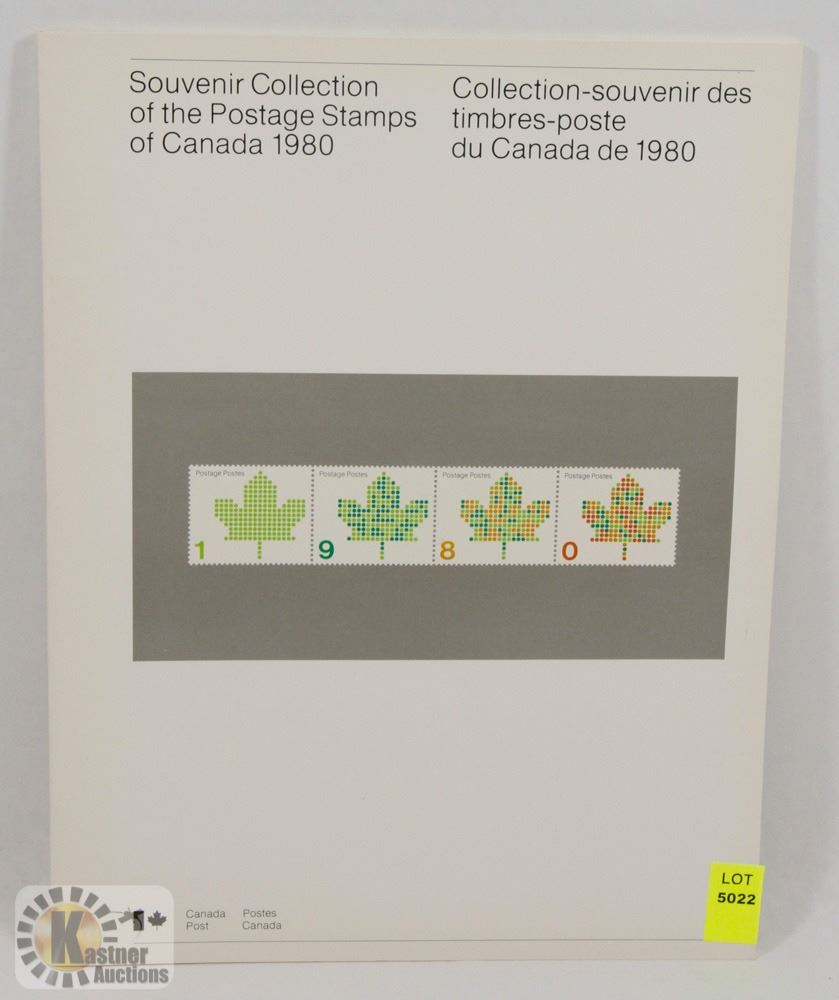 Souvenir Collection
of the Postage Stamps
of Canada 1980
Collection-souvenir des
timbres-poste
du Canada de 1980
Postage Postes
1
Postage Postes
9
Postage Postes
8
Postage Postes
0
Canada
Post
Postes
Canada
LOT
5022
Kastner
Auctions